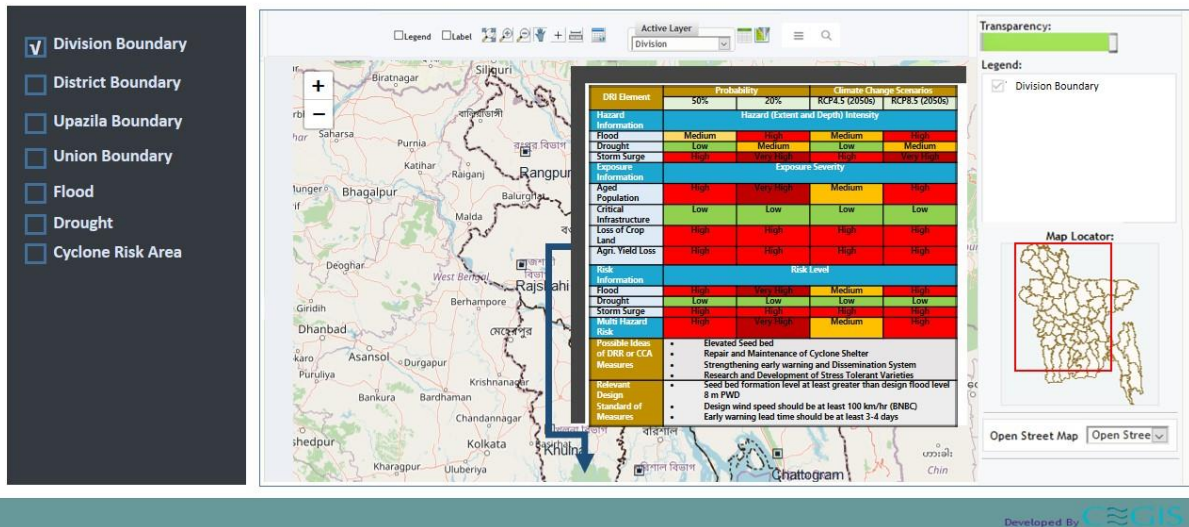 √ Division Boundary
District Boundary
Upazila Boundary
Union Boundary
Flood
Drought
Cyclone Risk Area
Legend Label
Active Layer
Division
Transparency:
Legend:
Division Boundary
Map Locator:
Open Street Map Open Stree
+
−
Biratnagar
Siliguri
Saharsa
Purnia
Katihar
Raiganj
Rangpur
Bhagalpur
Balurgha
Malda
Deoghar
West Bengal
Rajshahi
Berhampore
Giridih
Dhanbad
মেহেরপুর
Asansol
Durgapur
Puruliya
Krishnanagar
Bankura
Bardhaman
Chandannagar
Kolkata
Khulna
বরিশাল
Kharagpur
Uluberiya
Chattogram
Chin
DRI Element Probability Climate Change Scenarios
50% 20% RCP4.5 (2050s) RCP8.5 (2050s)
Hazard Information Hazard (Extent and Depth) Intensity
Flood Medium High Medium High
Drought Low Medium Low Medium
Storm Surge High Very High High Very High
Exposure Information Exposure Severity
Aged Population High Very High Medium High
Critical Infrastructure Low Low Low Low
Loss of Crop Land High High High High
Agri. Yield Loss High High High High
Risk Information Risk Level
Flood High Very High Medium High
Drought Low Low Low Low
Storm Surge High High High High
Multi Hazard Risk High Very High Medium High
Possible Ideas of DRR or CCA Measures
• Elevated Seed bed
• Repair and Maintenance of Cyclone Shelter
• Strengthening early warning and Dissemination System
• Research and Development of Stress Tolerant Varieties
Relevant Design Standard of Measures
• Seed bed formation level at least greater than design flood level
8 m PWD
• Design wind speed should be at least 100 km/hr (BNBC)
• Early warning lead time should be at least 3-4 days
Developed By CEGIS